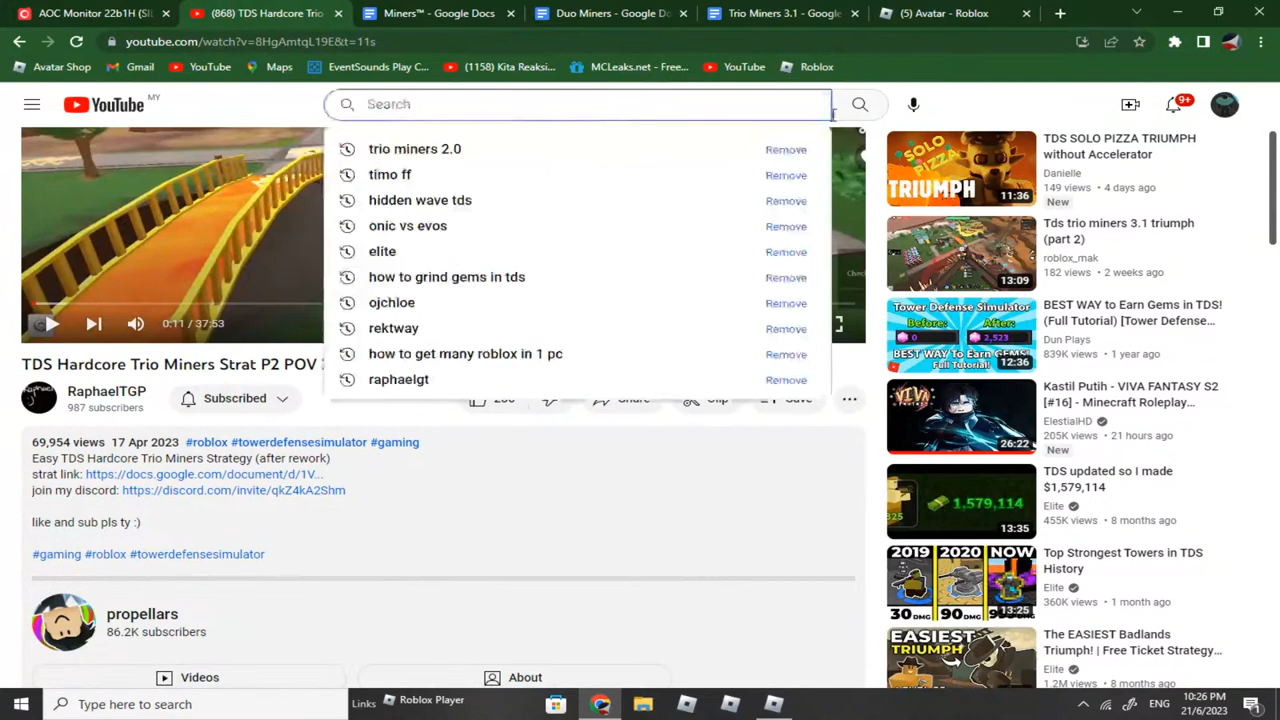 AOC Monitor 22b1H (SIL
(868) TDS Hardcore Trio
Miners™ - Google Docs
Duo Miners - Google Do
Trio Miners 3.1 - Google
(5) Avatar - Roblox
youtube.com/watch?v=8HgAmtqL19E&t=11s
Avatar Shop
Gmail
YouTube
Maps
EventSounds Play C...
(1158) Kita Reaksi...
MCLeaks.net - Free...
YouTube
Roblox
YouTube MY
Search
9+
trio miners 2.0 Remove
timo ff Remove
hidden wave tds Remove
onic vs evos Remove
elite Remove
how to grind gems in tds Remove
ojchloe Remove
rektway Remove
how to get many roblox in 1 pc Remove
raphaelgt Remove
0:11 / 37:53
TDS Hardcore Trio Miners Strat P2 POV
RaphaelTGP
987 subscribers
Subscribed
Share
Clip
Save
69,954 views 17 Apr 2023 #roblox #towerdefensesimulator #gaming
Easy TDS Hardcore Trio Miners Strategy (after rework)
strat link: https://docs.google.com/document/d/1V...
join my discord: https://discord.com/invite/qkZ4kA2Shm
like and sub pls ty :)
#gaming #roblox #towerdefensesimulator
propellars
86.2K subscribers
Videos
About
SOLO
PIZZA
TRIUMPH
11:36
TDS SOLO PIZZA TRIUMPH
without Accelerator
Danielle
149 views • 4 days ago
New
13:09
Tds trio miners 3.1 triumph
(part 2)
roblox_mak
182 views • 2 weeks ago
Tower Defense Simulator
Before: After:
0 2,523
BEST WAY To Earn GEMS!
Full Tutorial!
12:36
BEST WAY to Earn Gems in TDS!
(Full Tutorial) [Tower Defense...
Dun Plays
839K views • 1 year ago
VIVA
FANTASY
26:22
Kastil Putih - VIVA FANTASY S2
[#16] - Minecraft Roleplay...
ElestialHD
205K views • 21 hours ago
New
1,579,114
13:35
TDS updated so I made
$1,579,114
Elite
455K views • 8 months ago
2019 2020 NOW
30 DMG 90 DMG
13:25
Top Strongest Towers in TDS
History
Elite
360K views • 1 month ago
EASIEST
TRIUMPH
The EASIEST Badlands
Triumph! | Free Ticket Strategy...
Elite
1.2M views • 8 months ago
Type here to search
Links
Roblox Player
ENG
10:26 PM
21/6/2023
1